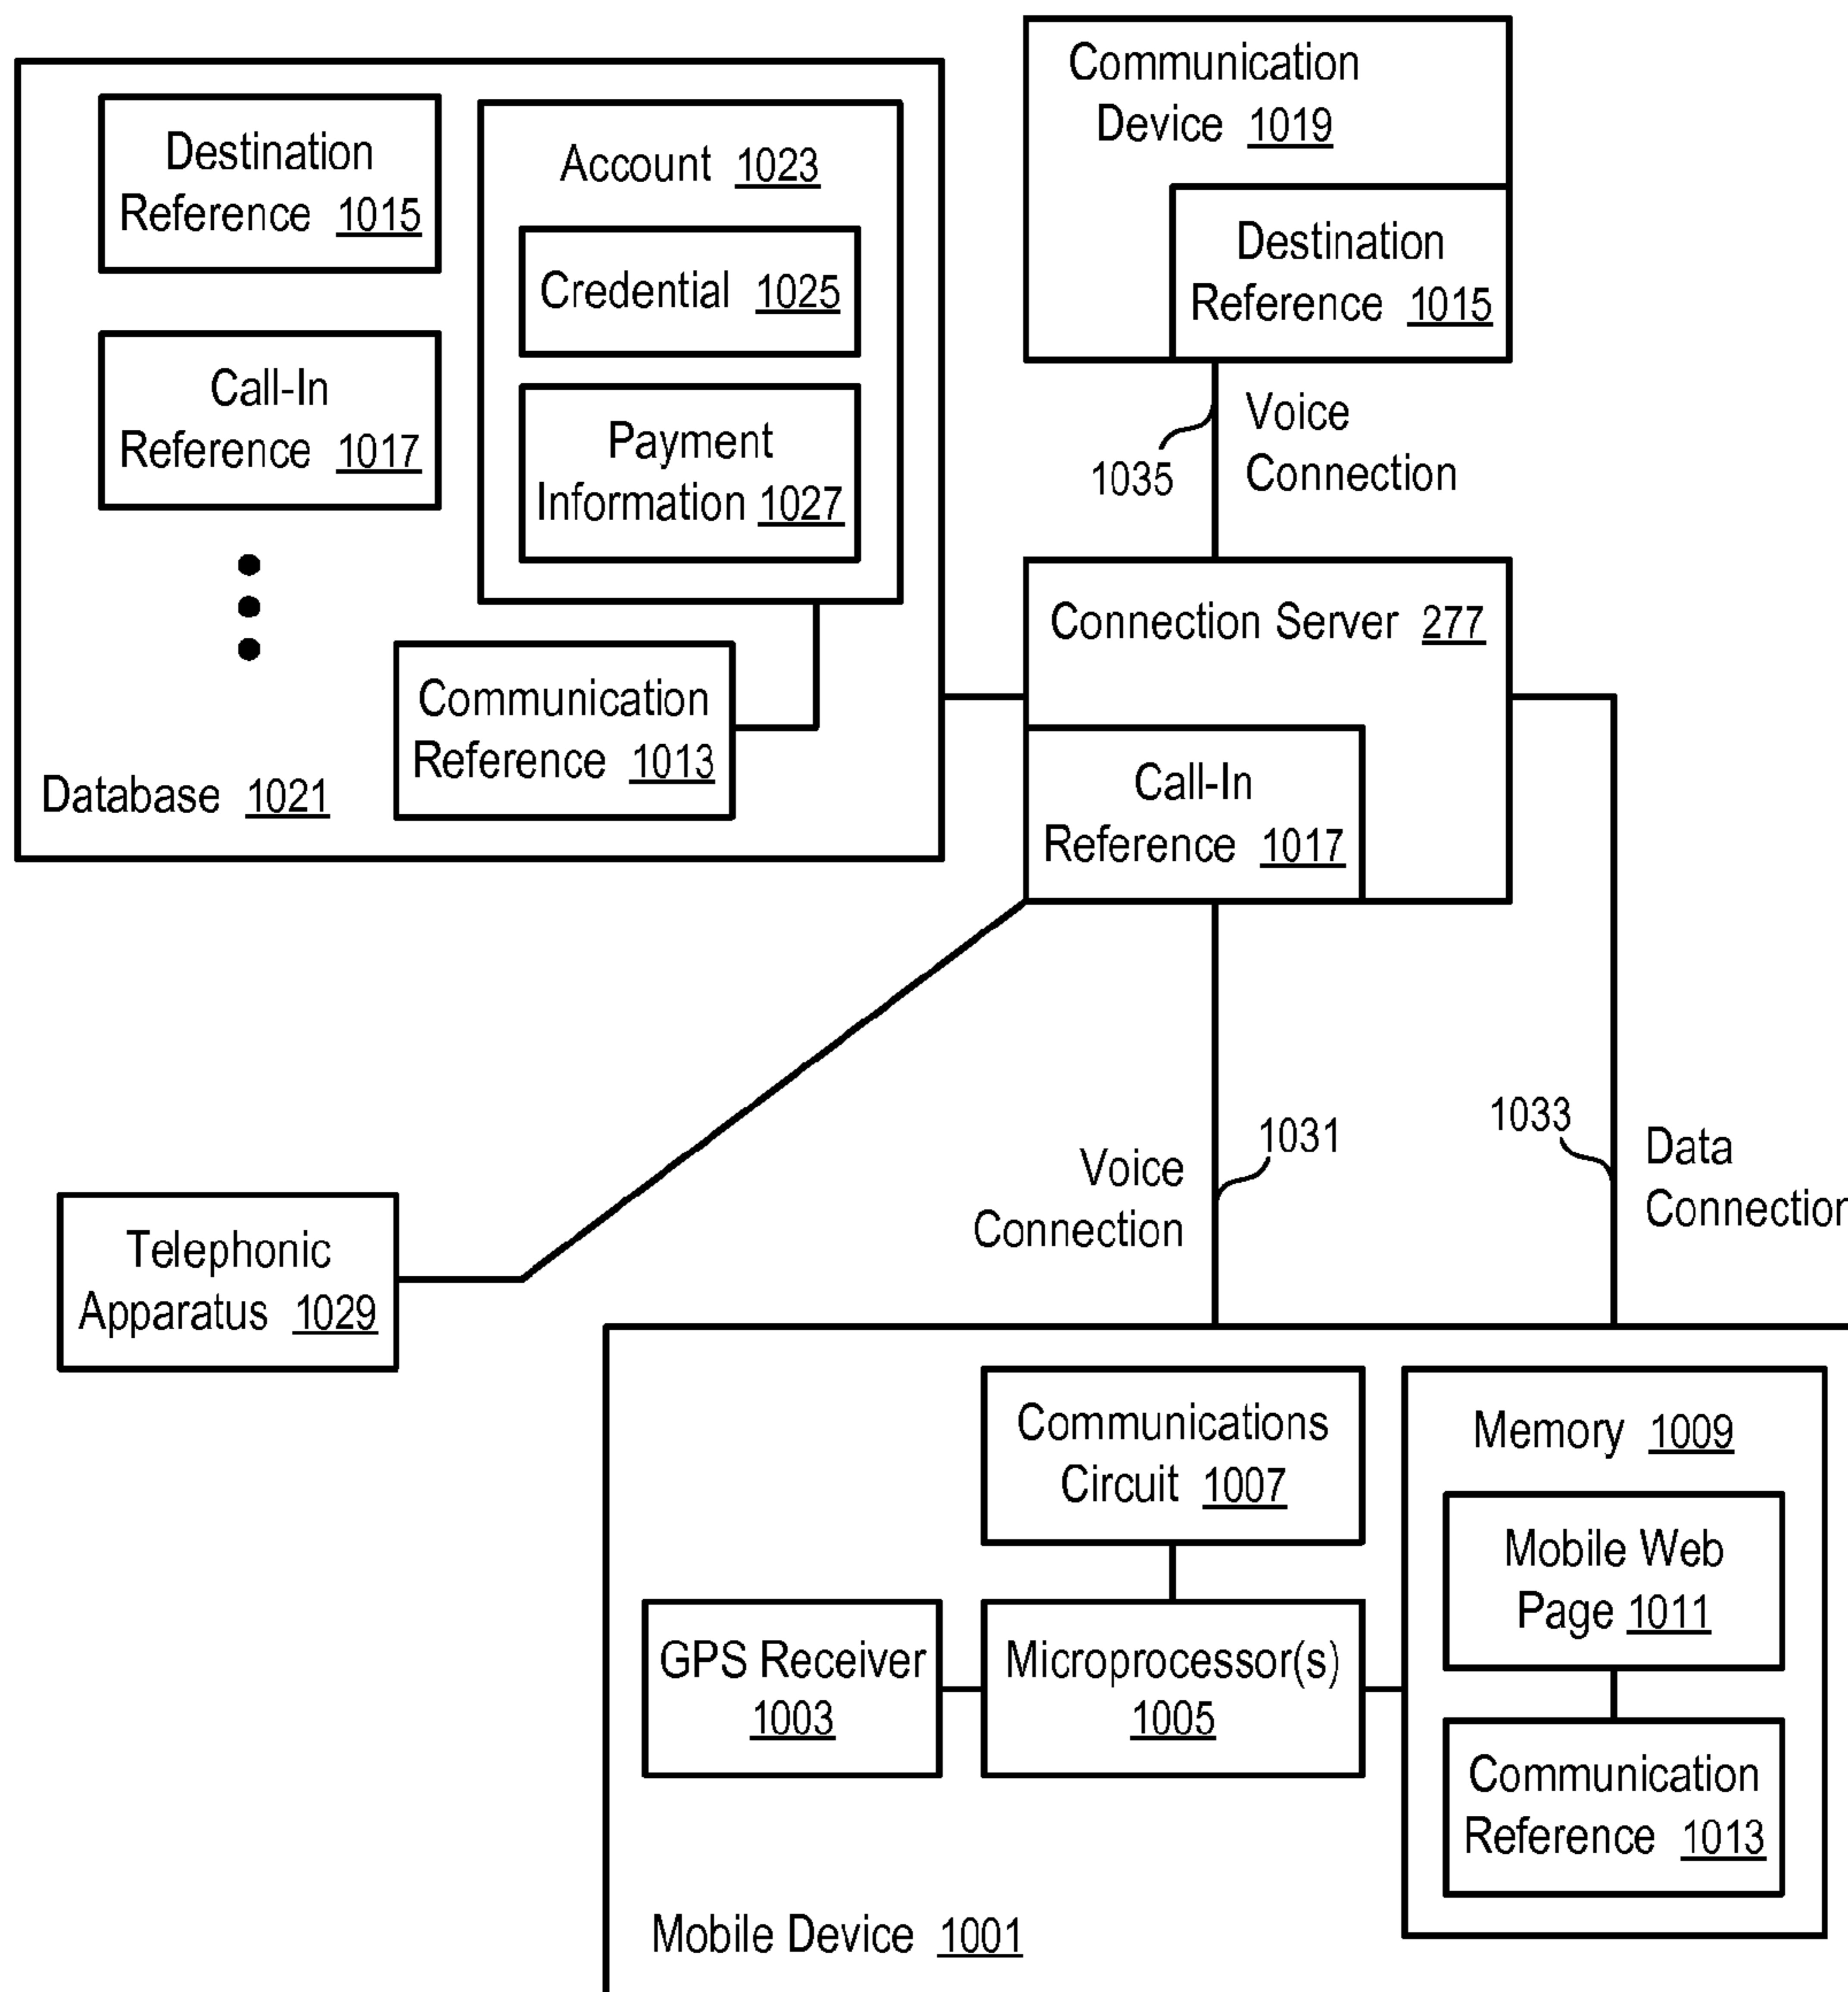 Destination
Reference 1015
Call-In
Reference 1017
Account 1023
Credential 1025
Payment
Information 1027
Communication
Reference 1013
Database 1021
Communication
Device 1019
Destination
Reference 1015
1035
Voice
Connection
Connection Server 277
Call-In
Reference 1017
Voice
Connection
1031
1033
Data
Connection
Telephonic
Apparatus 1029
Communications
Circuit 1007
Memory 1009
Mobile Web
Page 1011
GPS Receiver
1003
Microprocessor(s)
1005
Communication
Reference 1013
Mobile Device 1001